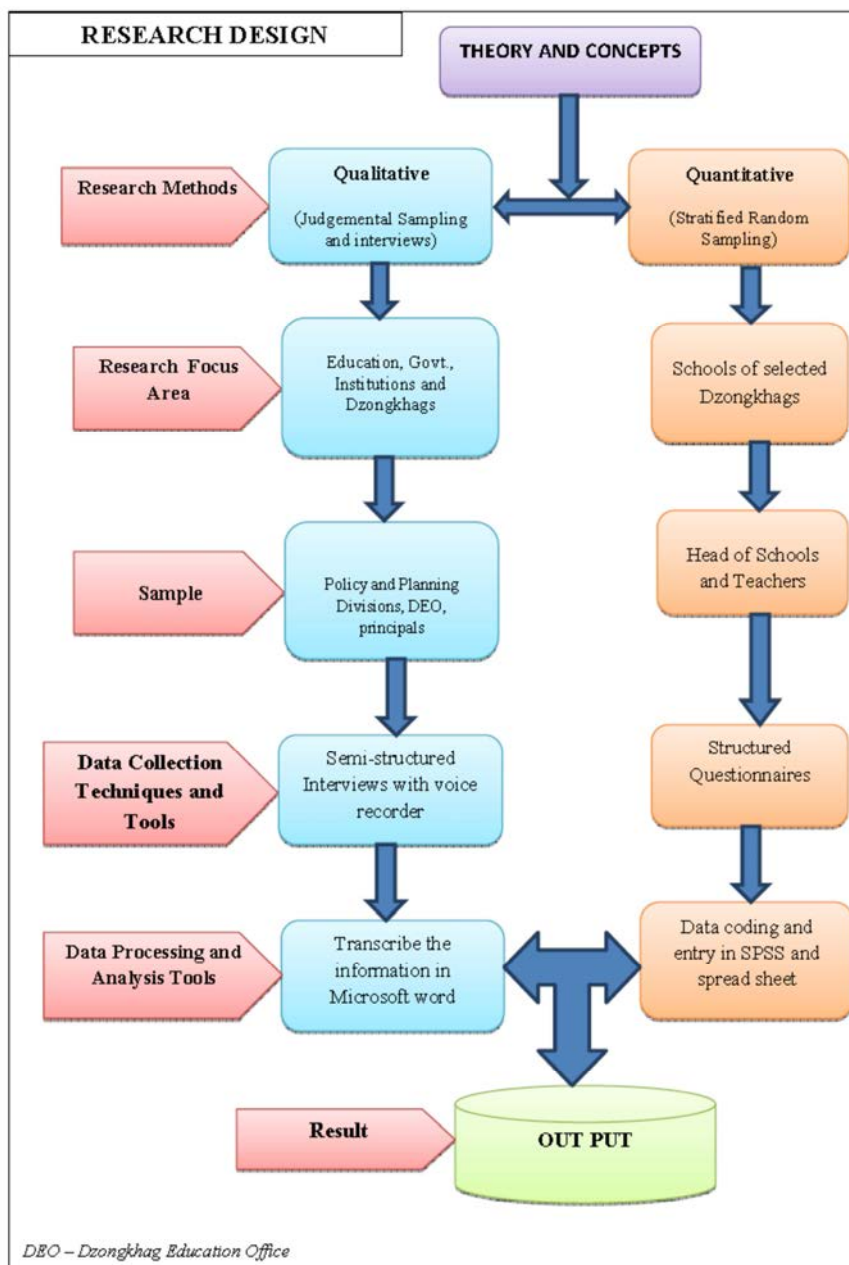 RESEARCH DESIGN
THEORY AND CONCEPTS
Research Methods
Qualitative
(Judgemental Sampling
and interviews)
Quantitative
(Stratified Random
Sampling)
Research Focus
Area
Education, Govt.,
Institutions and
Dzongkhags
Schools of selected
Dzongkhags
Sample
Policy and Planning
Divisions, DEO,
principals
Head of Schools
and Teachers
Data Collection
Techniques and
Tools
Semi-structured
Interviews with voice
recorder
Structured
Questionnaires
Data Processing and
Analysis Tools
Transcribe the
information in
Microsoft word
Data coding and
entry in SPSS and
spread sheet
Result
OUT PUT
DEO – Dzongkhag Education Office